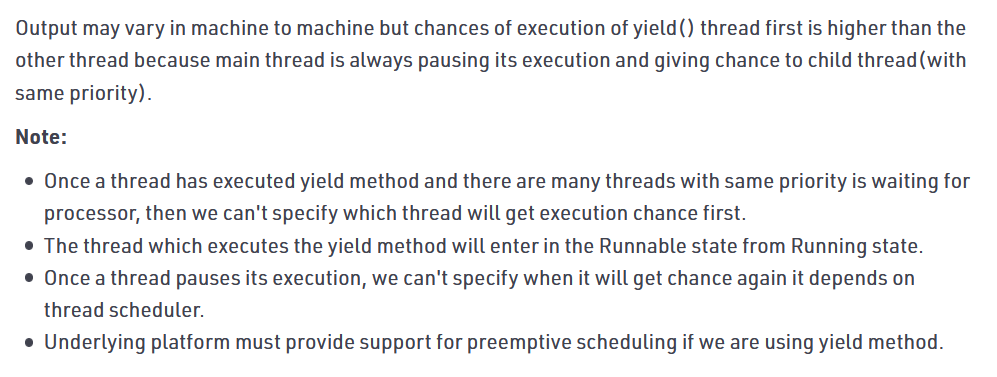 Output may vary in machine to machine but chances of execution of yield() thread first is higher than the
other thread because main thread is always pausing its execution and giving chance to child thread(with
same priority).
Note:
• Once a thread has executed yield method and there are many threads with same priority is waiting for
processor, then we can't specify which thread will get execution chance first.
• The thread which executes the yield method will enter in the Runnable state from Running state.
• Once a thread pauses its execution, we can't specify when it will get chance again it depends on
thread scheduler.
• Underlying platform must provide support for preemptive scheduling if we are using yield method.